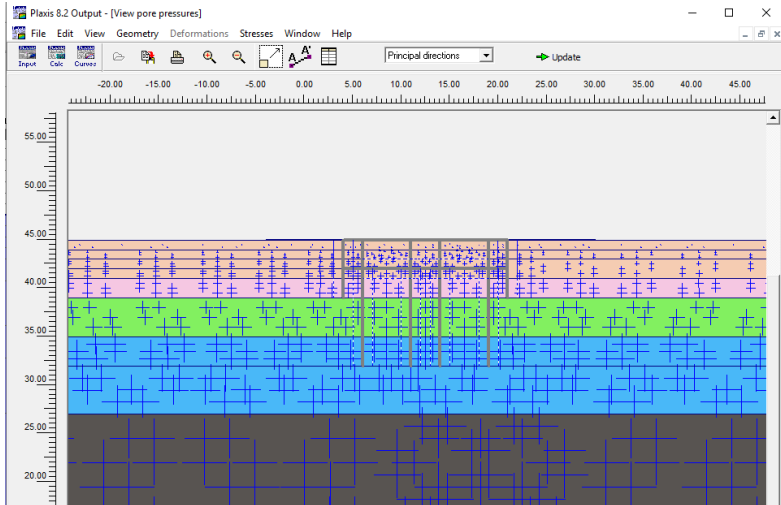 Plaxis 8.2 Output - [View pore pressures]
File Edit View Geometry Deformations Stresses Window Help
Input Calc Curves A A* Principal directions Update
-20.00 -15.00 -10.00 -5.00 0.00 5.00 10.00 15.00 20.00 25.00 30.00 35.00 40.00 45.00
55.00
50.00
45.00
40.00
35.00
30.00
25.00
20.00